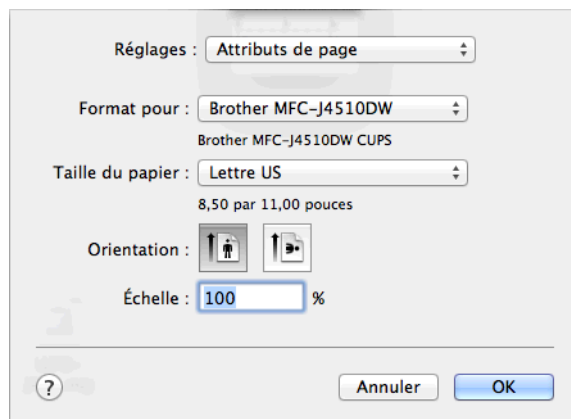 Réglages : Attributs de page
Format pour : Brother MFC-J4510DW
Brother MFC-J4510DW CUPS
Taille du papier : Lettre US
8,50 par 11,00 pouces
Orientation :
Échelle : 100 %
? Annuler OK